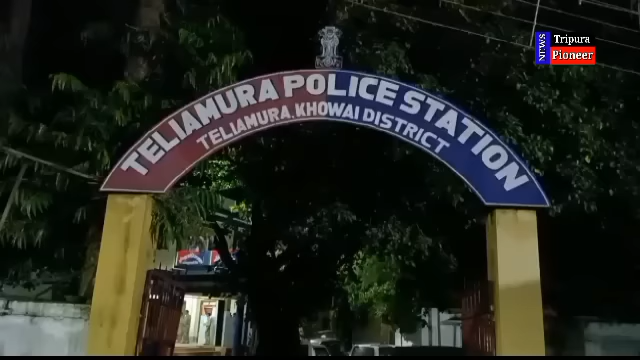 TELIAMURA POLICE STATION
TELIAMURA, KHOWAI DISTRICT
NEWS
Tripura
Pioneer